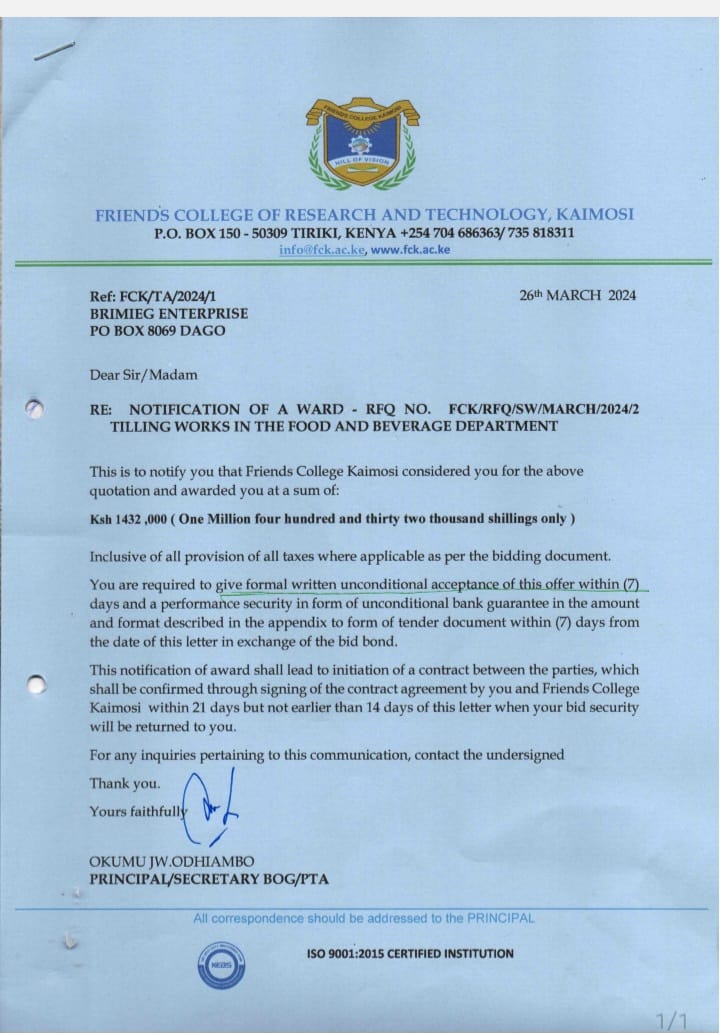 FRIENDS COLLEGE KAIMOSI
HILL OF VISION
FRIENDS COLLEGE OF RESEARCH AND TECHNOLOGY, KAIMOSI
P.O. BOX 150 - 50309 TIRIKI, KENYA +254 704 686363/ 735 818311
info@fck.ac.ke, www.fck.ac.ke
Ref: FCK/TA/2024/1 26th MARCH 2024
BRIMIEG ENTERPRISE
PO BOX 8069 DAGO
Dear Sir/Madam
RE: NOTIFICATION OF A WARD - RFQ NO. FCK/RFQ/SW/MARCH/2024/2
TILLING WORKS IN THE FOOD AND BEVERAGE DEPARTMENT
This is to notify you that Friends College Kaimosi considered you for the above
quotation and awarded you at a sum of:
Ksh 1432 ,000 ( One Million four hundred and thirty two thousand shillings only )
Inclusive of all provision of all taxes where applicable as per the bidding document.
You are required to give formal written unconditional acceptance of this offer within (7)
days and a performance security in form of unconditional bank guarantee in the amount
and format described in the appendix to form of tender document within (7) days from
the date of this letter in exchange of the bid bond.
This notification of award shall lead to initiation of a contract between the parties, which
shall be confirmed through signing of the contract agreement by you and Friends College
Kaimosi within 21 days but not earlier than 14 days of this letter when your bid security
will be returned to you.
For any inquiries pertaining to this communication, contact the undersigned
Thank you.
Yours faithfully
OKUMU JW.ODHIAMBO
PRINCIPAL/SECRETARY BOG/PTA
All correspondence should be addressed to the PRINCIPAL
KEBS
ISO 9001:2015 CERTIFIED INSTITUTION
1/1